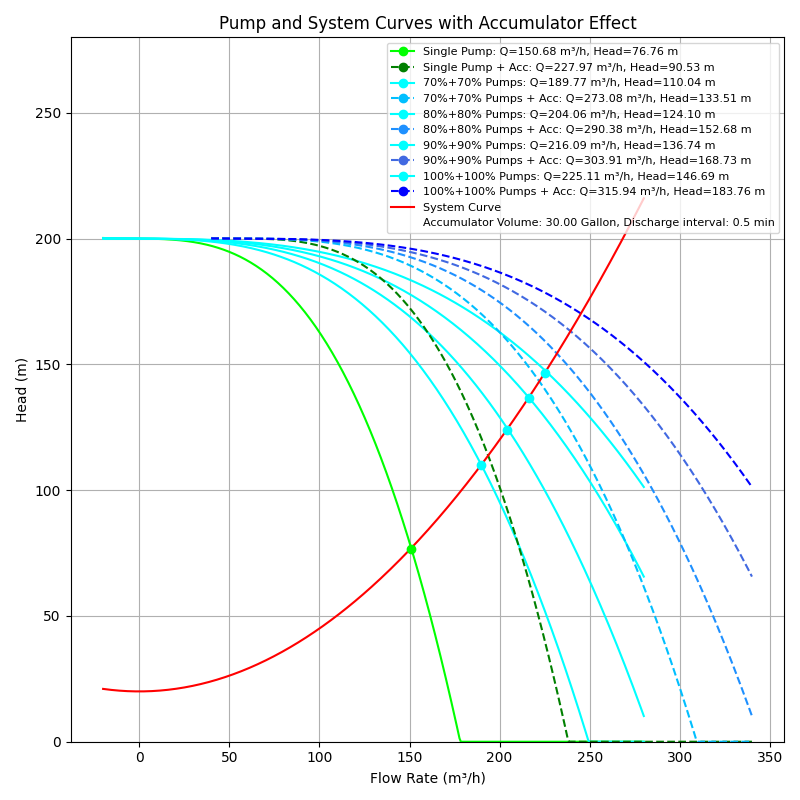 Pump and System Curves with Accumulator Effect
Single Pump: Q=150.68 m³/h, Head=76.76 m
Single Pump + Acc: Q=227.97 m³/h, Head=90.53 m
70%+70% Pumps: Q=189.77 m³/h, Head=110.04 m
70%+70% Pumps + Acc: Q=273.08 m³/h, Head=133.51 m
80%+80% Pumps: Q=204.06 m³/h, Head=124.10 m
80%+80% Pumps + Acc: Q=290.38 m³/h, Head=152.68 m
90%+90% Pumps: Q=216.09 m³/h, Head=136.74 m
90%+90% Pumps + Acc: Q=303.91 m³/h, Head=168.73 m
100%+100% Pumps: Q=225.11 m³/h, Head=146.69 m
100%+100% Pumps + Acc: Q=315.94 m³/h, Head=183.76 m
System Curve
Accumulator Volume: 30.00 Gallon, Discharge interval: 0.5 min
Head (m)
250
200
150
100
50
0
0 50 100 150 200 250 300 350
Flow Rate (m³/h)